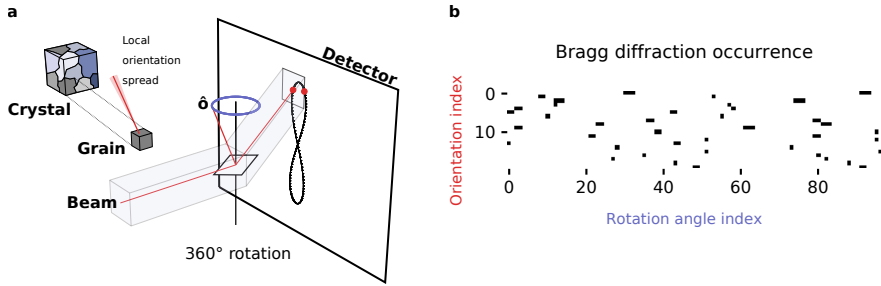 a
Local
orientation
spread
Crystal
Grain
Beam
ô
Detector
360° rotation
b
Bragg diffraction occurrence
Orientation index
0
10
0
20
40
60
80
Rotation angle index